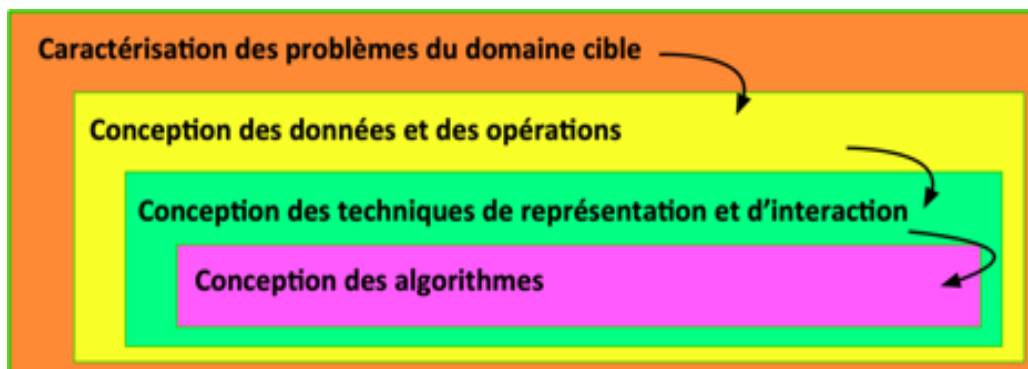 Caractérisation des problèmes du domaine cible
Conception des données et des opérations
Conception des techniques de représentation et d'interaction
Conception des algorithmes